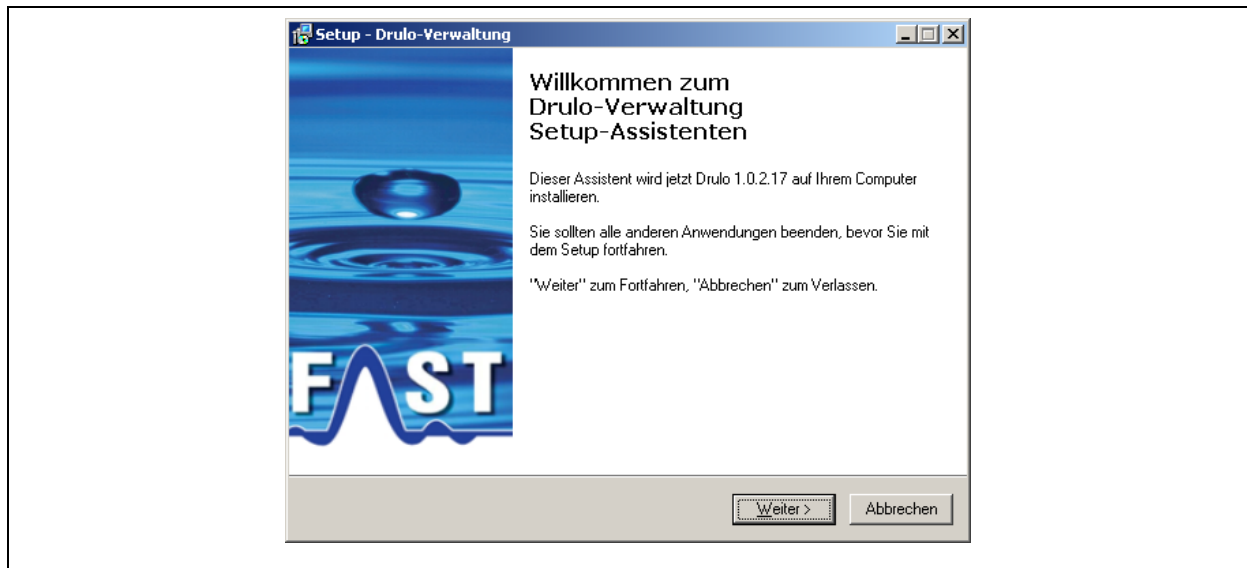 Setup - Drulo-Verwaltung
Willkommen zum
Drulo-Verwaltung
Setup-Assistenten
Dieser Assistent wird jetzt Drulo 1.0.2.17 auf Ihrem Computer
installieren.
Sie sollten alle anderen Anwendungen beenden, bevor Sie mit
dem Setup fortfahren.
"Weiter" zum Fortfahren, "Abbrechen" zum Verlassen.
FAST
Weiter >
Abbrechen